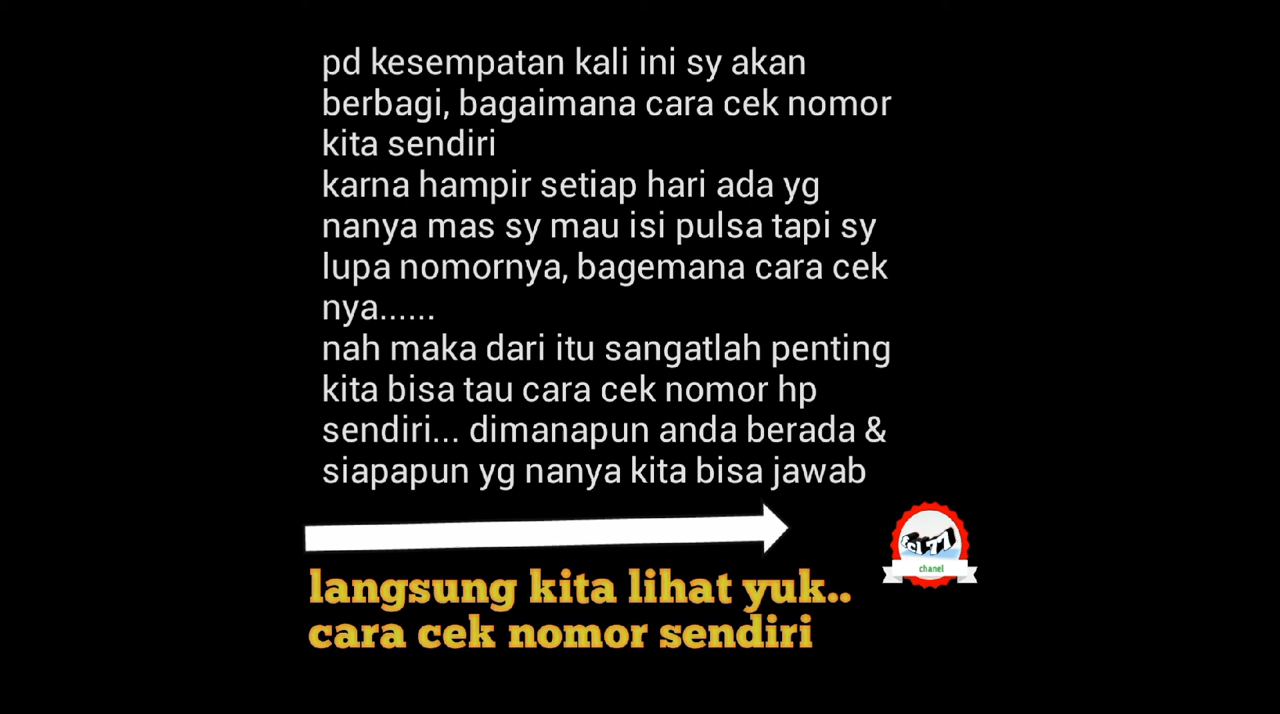 pd kesempatan kali ini sy akan
berbagi, bagaimana cara cek nomor
kita sendiri
karna hampir setiap hari ada yg
nanya mas sy mau isi pulsa tapi sy
lupa nomornya, bagemana cara cek
nya......
nah maka dari itu sangatlah penting
kita bisa tau cara cek nomor hp
sendiri... dimanapun anda berada &
siapapun yg nanya kita bisa jawab
langsung kita lihat yuk..
cara cek nomor sendiri
chanel